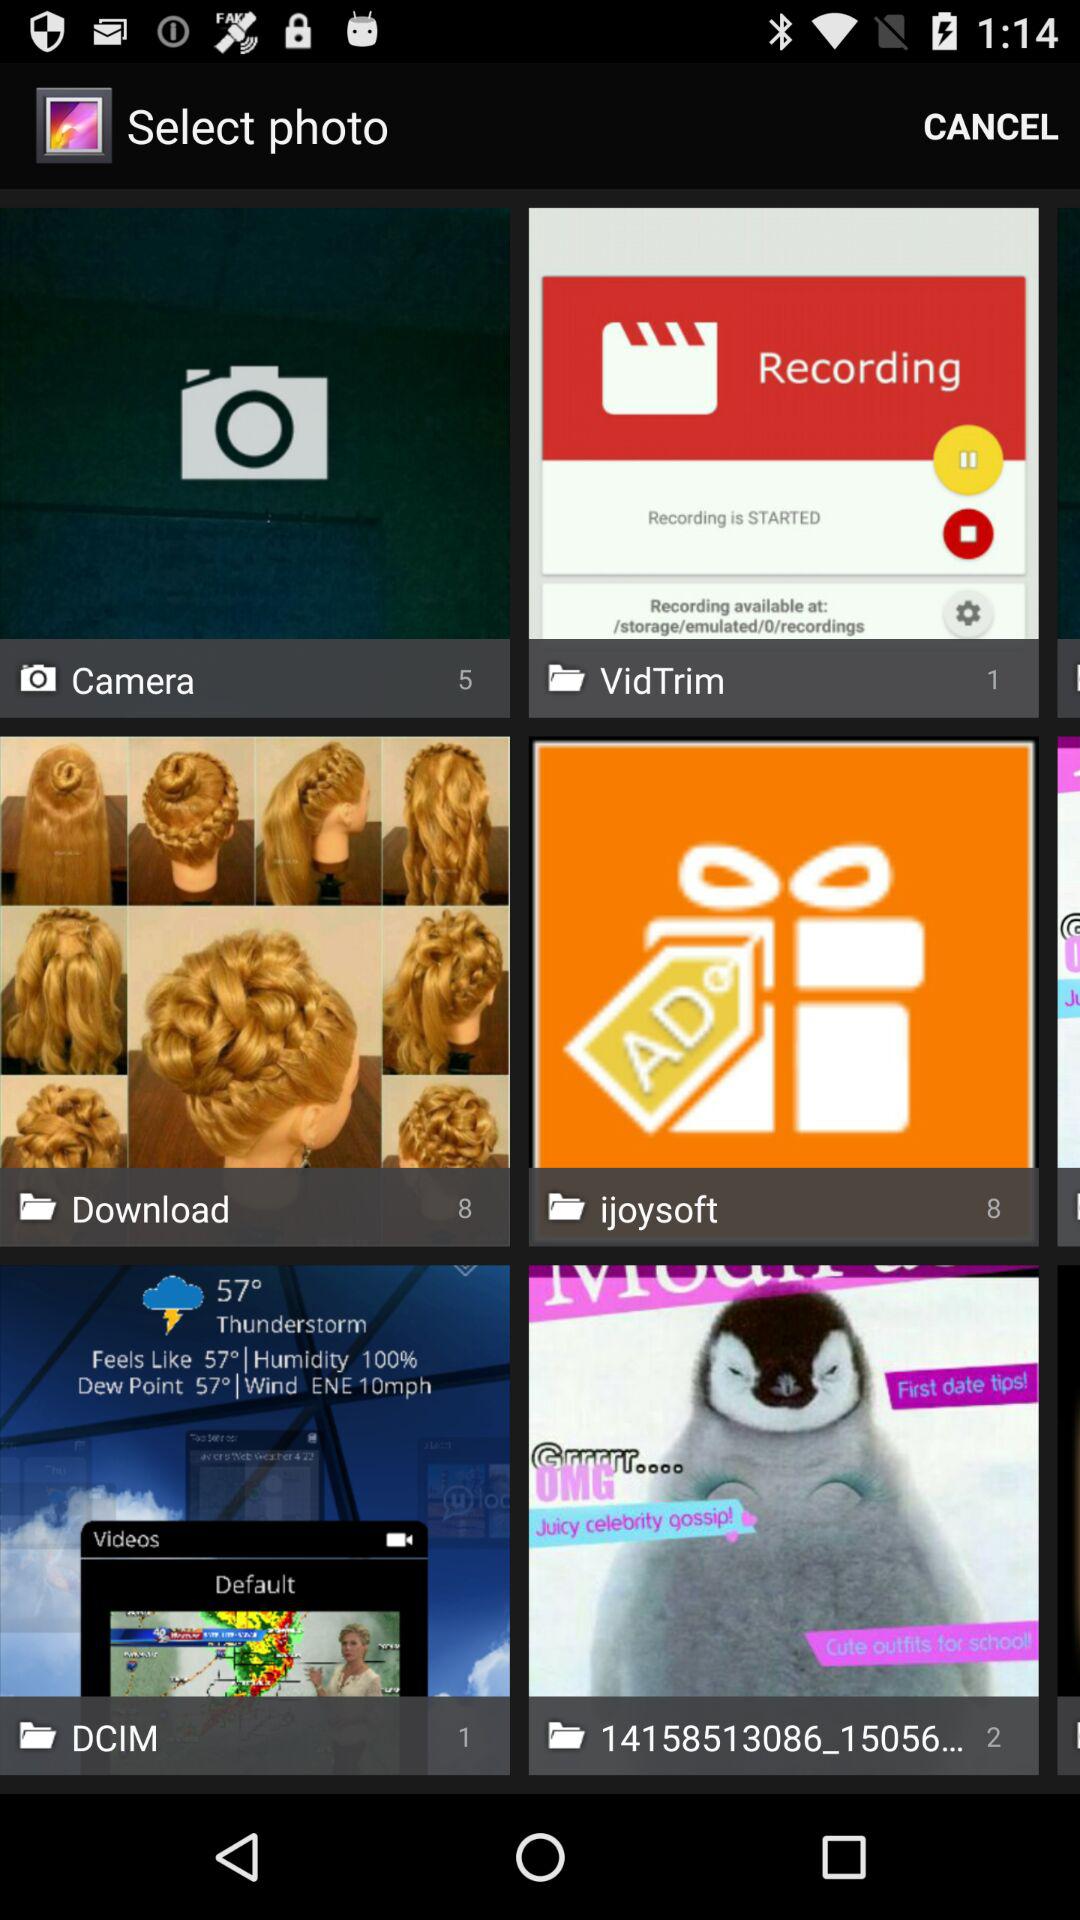 FAKE
1:14
Select photo
CANCEL
Recording
Recording is STARTED
Recording available at:
/storage/emulated/0/recordings
Camera 5
VidTrim 1
AD
Download 8
ijoysoft 8
57°
Thunderstorm
Feels Like 57° | Humidity 100%
Dew Point 57° | Wind ENE 10mph
Thu
Videos
Default
First date tips!
Grrrrr....
OMG
Juicy celebrity gossip!
Cute outfits for school!
DCIM 1
14158513086_15056... 2